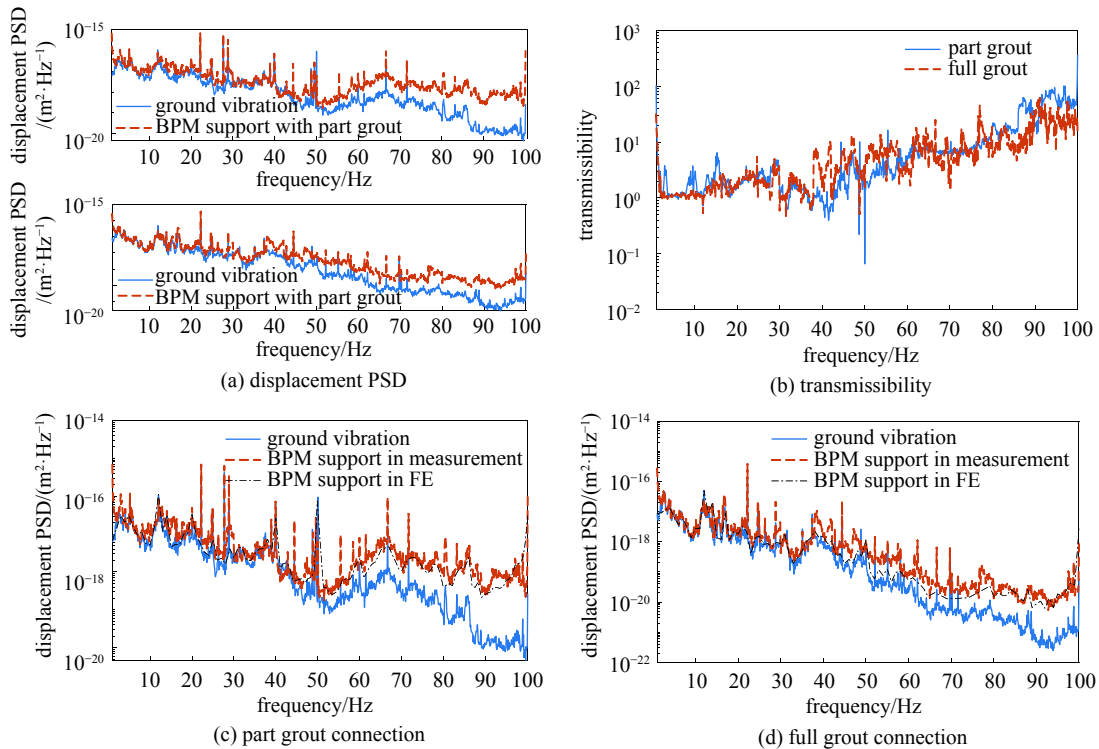 displacement PSD
/(m²·Hz⁻¹)
10⁻¹⁵
10⁻²⁰
ground vibration
BPM support with part grout
10 20 30 40 50 60 70 80 90 100
frequency/Hz
displacement PSD
/(m²·Hz⁻¹)
10⁻¹⁵
10⁻²⁰
ground vibration
BPM support with part grout
10 20 30 40 50 60 70 80 90 100
frequency/Hz
(a) displacement PSD
transmissibility
10³
10²
10¹
10⁰
10⁻¹
10⁻²
part grout
full grout
10 20 30 40 50 60 70 80 90 100
frequency/Hz
(b) transmissibility
displacement PSD/(m²·Hz⁻¹)
10⁻¹⁴
10⁻¹⁶
10⁻¹⁸
10⁻²⁰
ground vibration
BPM support in measurement
BPM support in FE
10 20 30 40 50 60 70 80 90 100
frequency/Hz
(c) part grout connection
displacement PSD/(m²·Hz⁻¹)
10⁻¹⁴
10⁻¹⁶
10⁻¹⁸
10⁻²⁰
10⁻²²
ground vibration
BPM support in measurement
BPM support in FE
10 20 30 40 50 60 70 80 90 100
frequency/Hz
(d) full grout connection